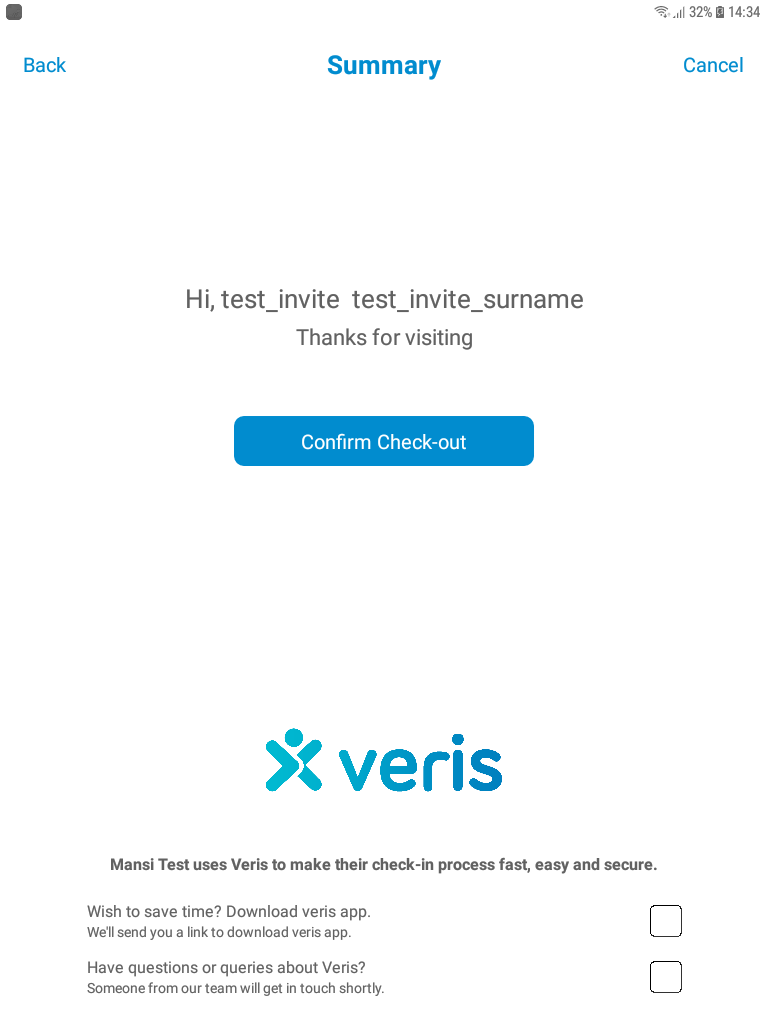 32% 14:34
Back Summary Cancel
Hi, test_invite  test_invite_surname
Thanks for visiting
Confirm Check-out
veris
Mansi Test uses Veris to make their check-in process fast, easy and secure.
Wish to save time? Download veris app.
We'll send you a link to download veris app.
Have questions or queries about Veris?
Someone from our team will get in touch shortly.